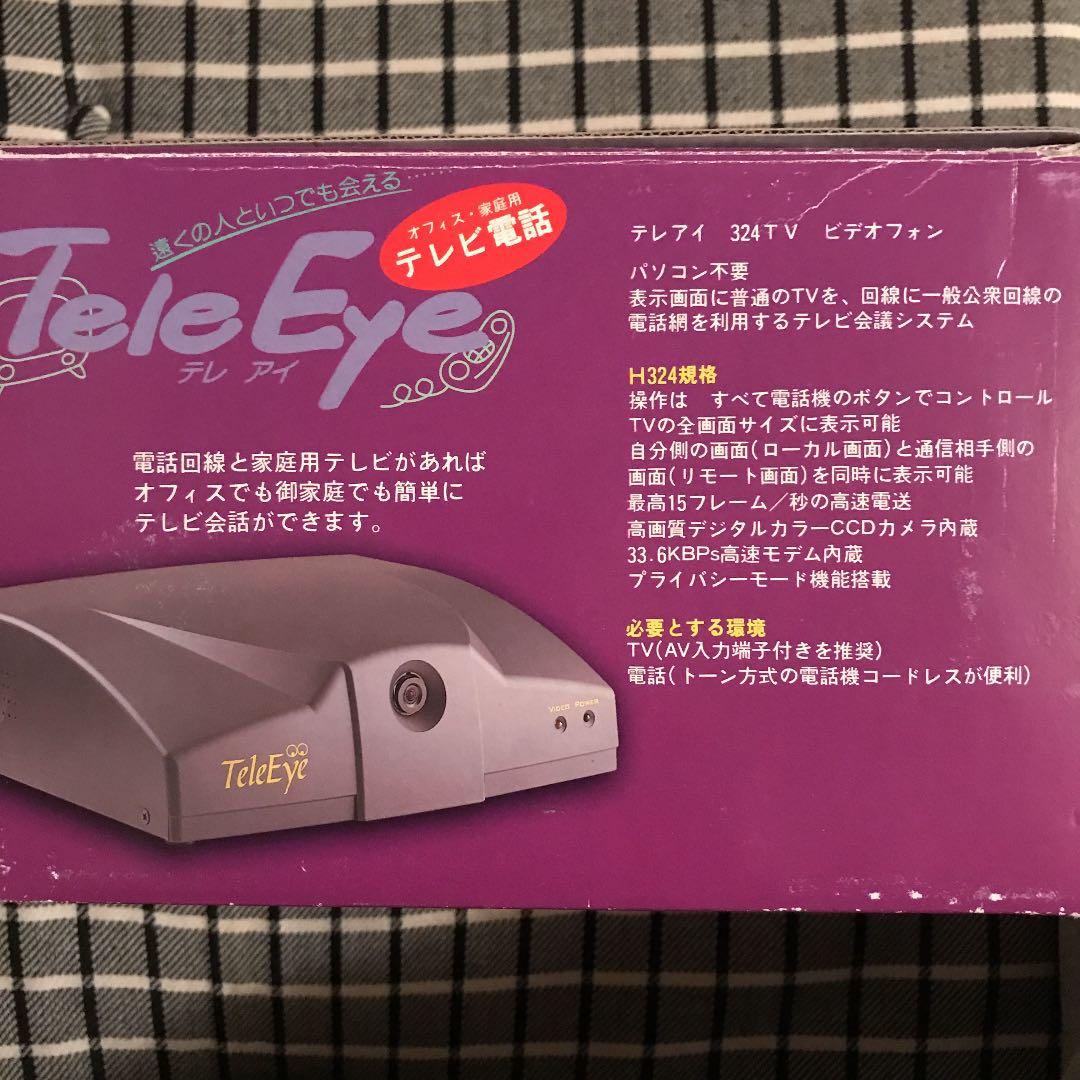 遠くの人といつでも会える……
オフィス・家庭用
テレビ電話
TeleEye
テレ アイ
電話回線と家庭用テレビがあれば
オフィスでも御家庭でも簡単に
テレビ会話ができます。
TeleEye
VIDEO POWER
テレアイ 324TV ビデオフォン
パソコン不要
表示画面に普通のTVを、回線に一般公衆回線の
電話網を利用するテレビ会議システム
H324規格
操作は すべて電話機のボタンでコントロール
TVの全画面サイズに表示可能
自分側の画面(ローカル画面)と通信相手側の
画面(リモート画面)を同時に表示可能
最高15フレーム/秒の高速電送
高画質デジタルカラーCCDカメラ内蔵
33.6KBPs高速モデム内蔵
プライバシーモード機能搭載
必要とする環境
TV(AV入力端子付きを推奨)
電話(トーン方式の電話機コードレスが便利)